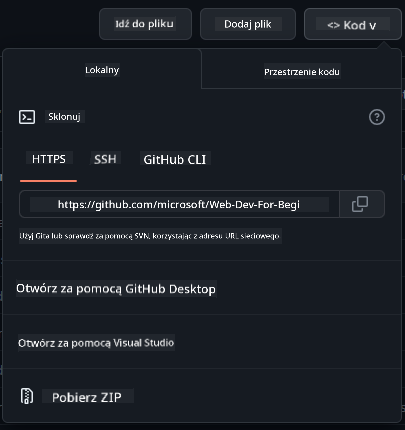 Idź do pliku
Dodaj plik
<> Kod v
Lokalny
Przestrzenie kodu
Sklonuj
?
HTTPS
SSH
GitHub CLI
https://github.com/microsoft/Web-Dev-For-Begi
Użyj Gita lub sprawdź za pomocą SVN, korzystając z adresu URL sieciowego.
Otwórz za pomocą GitHub Desktop
Otwórz za pomocą Visual Studio
Pobierz ZIP